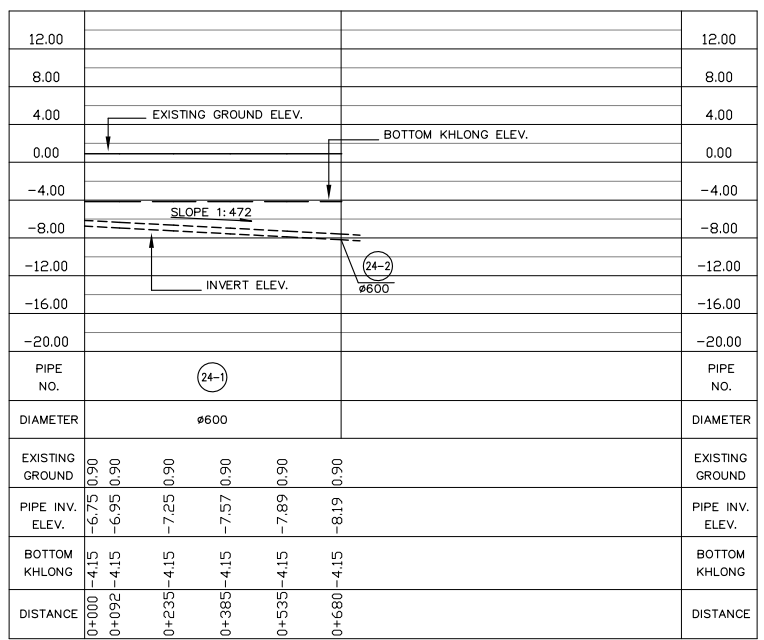 12.00 12.00
8.00 8.00
4.00 EXISTING GROUND ELEV. 4.00
BOTTOM KHLONG ELEV.
0.00 0.00
-4.00 -4.00
SLOPE 1:472
-8.00 -8.00
-12.00 24-2 -12.00
INVERT ELEV. ø600
-16.00 -16.00
-20.00 -20.00
PIPE NO. 24-1 PIPE NO.
DIAMETER ø600 DIAMETER
EXISTING GROUND 0.90 0.90 0.90 0.90 0.90 0.90 EXISTING GROUND
PIPE INV. ELEV. -6.75 -6.95 -7.25 -7.57 -7.89 -8.19 PIPE INV. ELEV.
BOTTOM KHLONG -4.15 -4.15 -4.15 -4.15 -4.15 -4.15 BOTTOM KHLONG
DISTANCE 0+000 0+092 0+235 0+385 0+535 0+680 DISTANCE